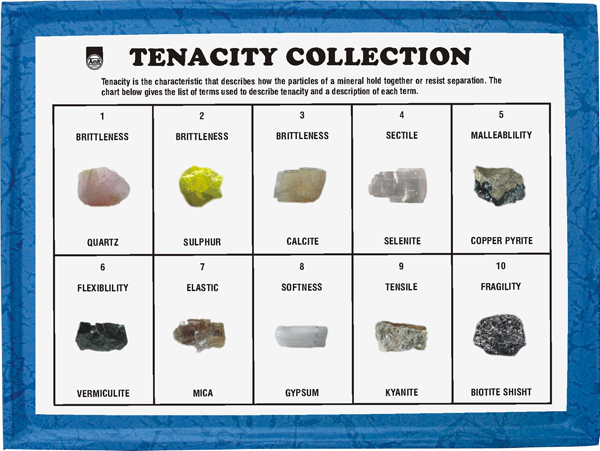 TENACITY COLLECTION
Tenacity is the characteristic that describes how the particles of a mineral hold together or resist separation. The
chart below gives the list of terms used to describe tenacity and a description of each term.
1
BRITTLENESS
QUARTZ
2
BRITTLENESS
SULPHUR
3
BRITTLENESS
CALCITE
4
SECTILE
SELENITE
5
MALLEABLILITY
COPPER PYRITE
6
FLEXIBLILITY
VERMICULITE
7
ELASTIC
MICA
8
SOFTNESS
GYPSUM
9
TENSILE
KYANITE
10
FRAGILITY
BIOTITE SHISHT